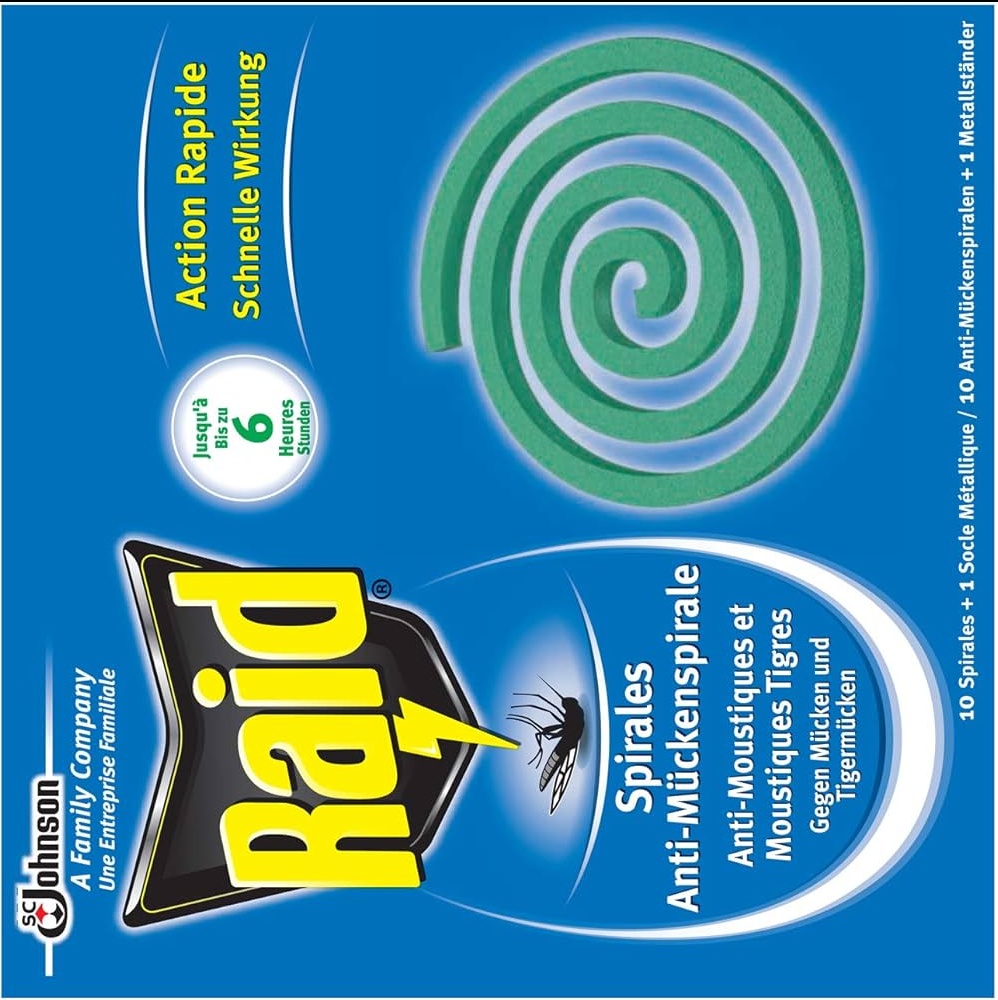 SC Johnson
A Family Company
Une Entreprise Familiale
Raid®
Jusqu'à
Bis zu
6
Heures
Stunden
Action Rapide
Schnelle Wirkung
Spirales
Anti-Mückenspirale
Anti-Moustiques et
Moustiques Tigres
Gegen Mücken und
Tigermücken
10 Spirales + 1 Socle Métallique / 10 Anti-Mückenspiralen + 1 Metallständer